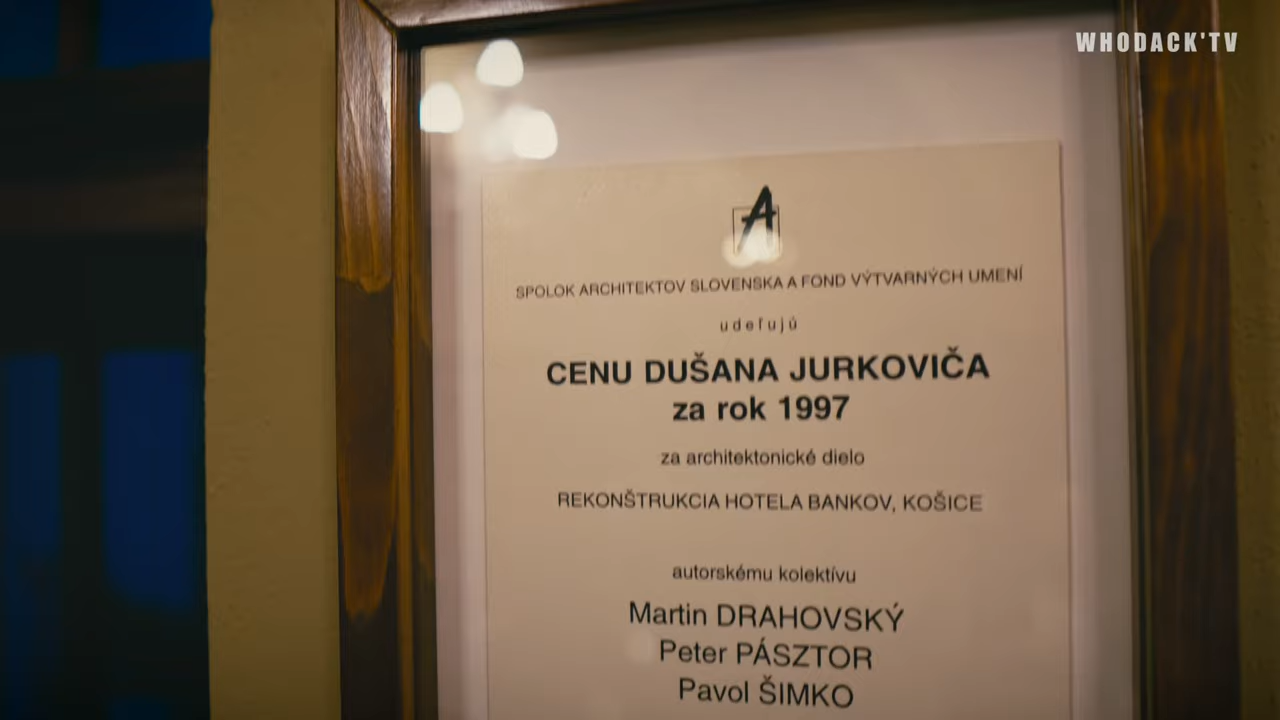 WHODACK'TV
A
SPOLOK ARCHITEKTOV SLOVENSKA A FOND VÝTVARNÝCH UMENÍ
udeľujú
CENU DUŠANA JURKOVIČA
za rok 1997
za architektonické dielo
REKONŠTRUKCIA HOTELA BANKOV, KOŠICE
autorskému kolektívu
Martin DRAHOVSKÝ
Peter PÁSZTOR
Pavol ŠIMKO